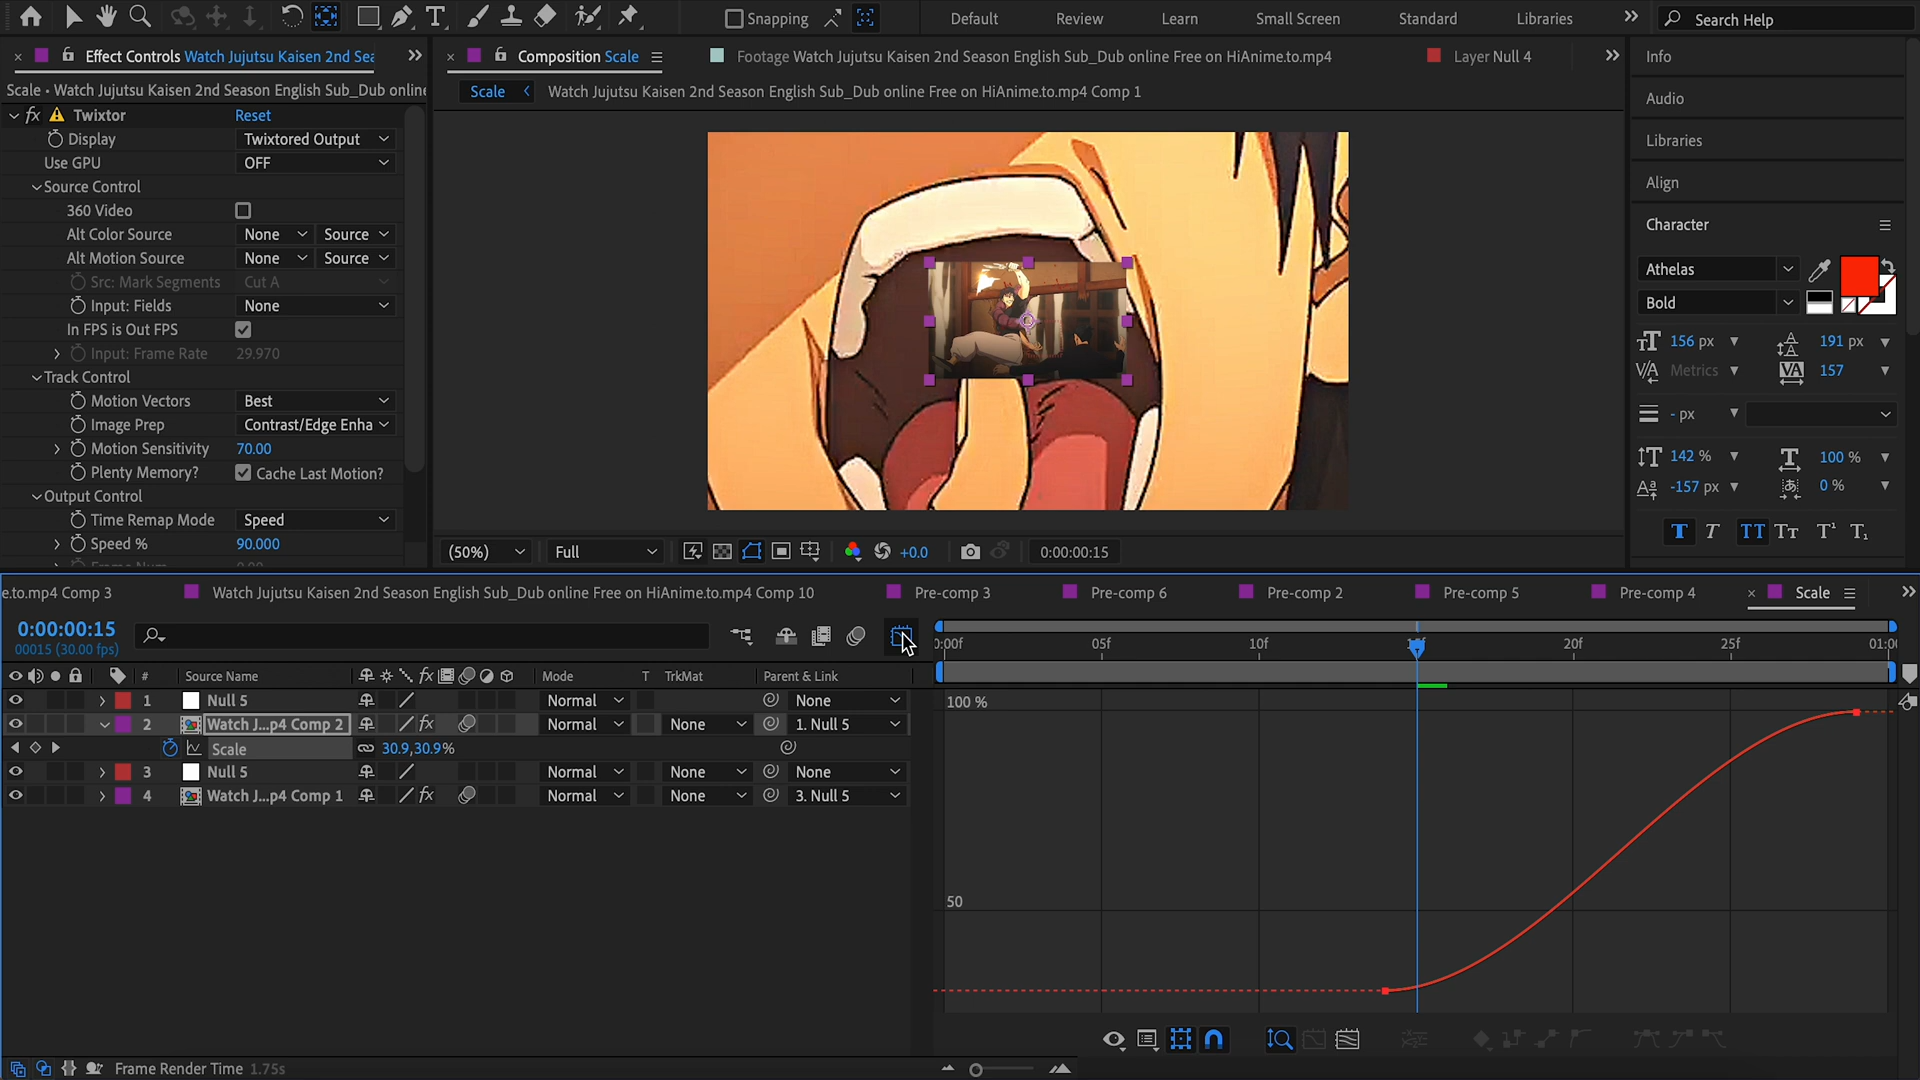 Snapping
Default
Review
Learn
Small Screen
Standard
Libraries
Search Help
Effect Controls Watch Jujutsu Kaisen 2nd Sea
Composition Scale
Footage Watch Jujutsu Kaisen 2nd Season English Sub_Dub online Free on HiAnime.to.mp4
Layer Null 4
Info
Scale • Watch Jujutsu Kaisen 2nd Season English Sub_Dub online
Scale
Watch Jujutsu Kaisen 2nd Season English Sub_Dub online Free on HiAnime.to.mp4 Comp 1
Audio
Libraries
Align
Character
fx Twixtor Reset
Display Twixtored Output
Use GPU OFF
Source Control
360 Video
Alt Color Source None Source
Alt Motion Source None Source
Src: Mark Segments Cut A
Input: Fields None
In FPS is Out FPS
Input: Frame Rate 29.970
Track Control
Motion Vectors Best
Image Prep Contrast/Edge Enha
Motion Sensitivity 70.00
Plenty Memory? Cache Last Motion?
Output Control
Time Remap Mode Speed
Speed % 90.000
Athelas
Bold
156 px 191 px
Metrics 157
- px
142 % 100 %
-157 px 0 %
T T TT Tt T¹ T₁
(50%) Full +0.0 0:00:00:15
e.to.mp4 Comp 3
Watch Jujutsu Kaisen 2nd Season English Sub_Dub online Free on HiAnime.to.mp4 Comp 10
Pre-comp 3
Pre-comp 6
Pre-comp 2
Pre-comp 5
Pre-comp 4
Scale
0:00:00:15
00015 (30.00 fps)
0:00f 05f 10f 20f 25f 01:00
# Source Name fx Mode T TrkMat Parent & Link
1 Null 5 Normal None
2 Watch J...p4 Comp 2 fx Normal None 1. Null 5
Scale 30.9,30.9%
3 Null 5 Normal None None
4 Watch J...p4 Comp 1 fx Normal None 3. Null 5
100 %
50
Frame Render Time 1.75s